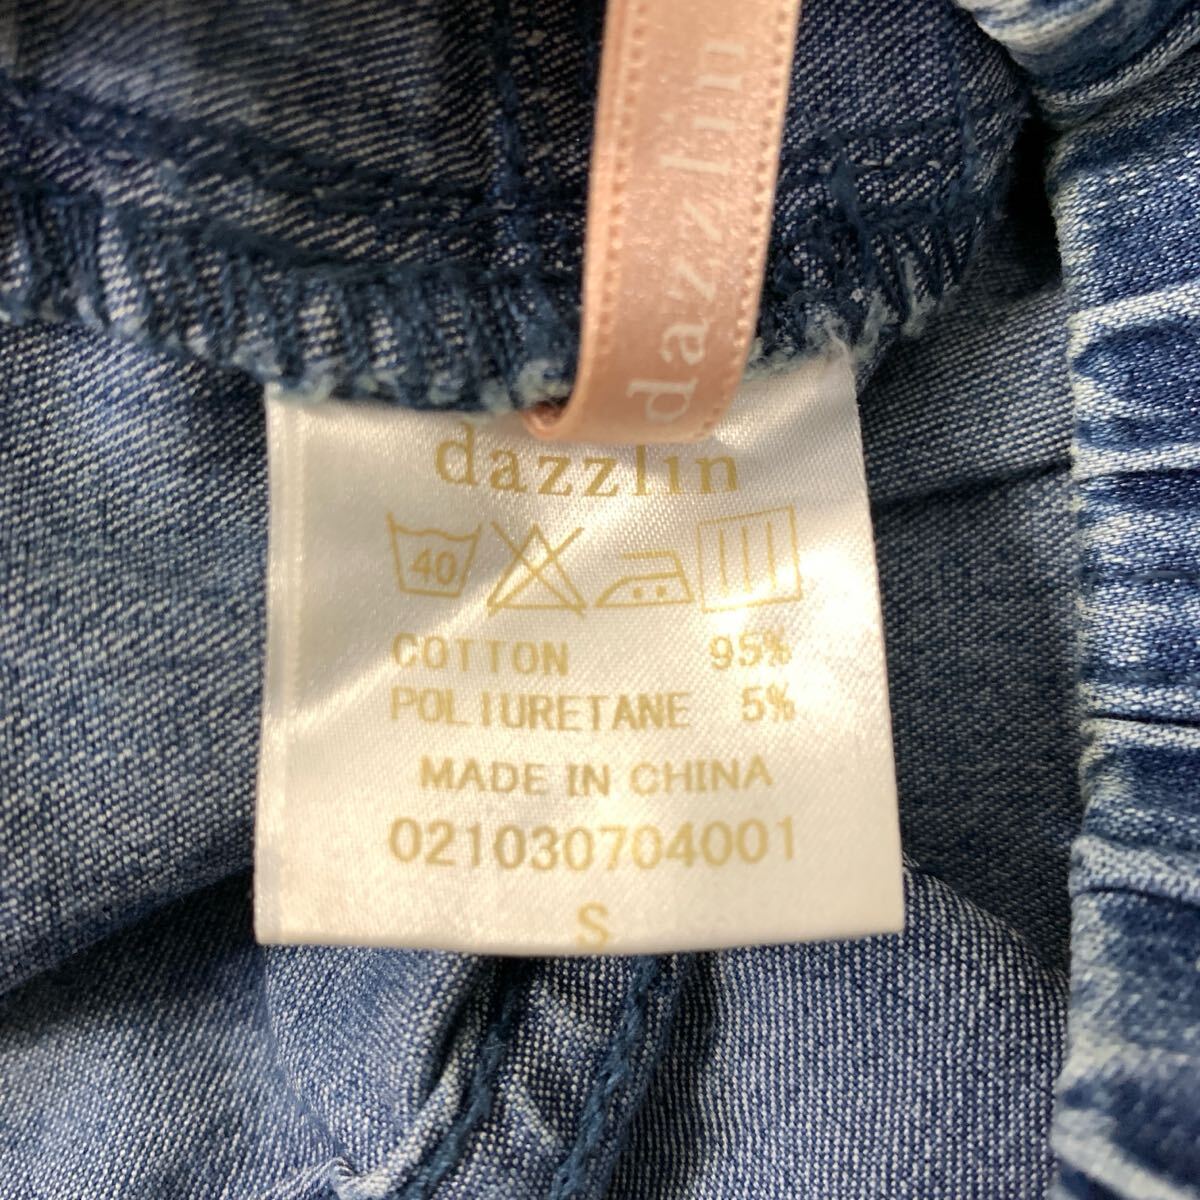 dazzlin
dazzlin
40
COTTON 95%
POLIURETANE 5%
MADE IN CHINA
021030704001
S